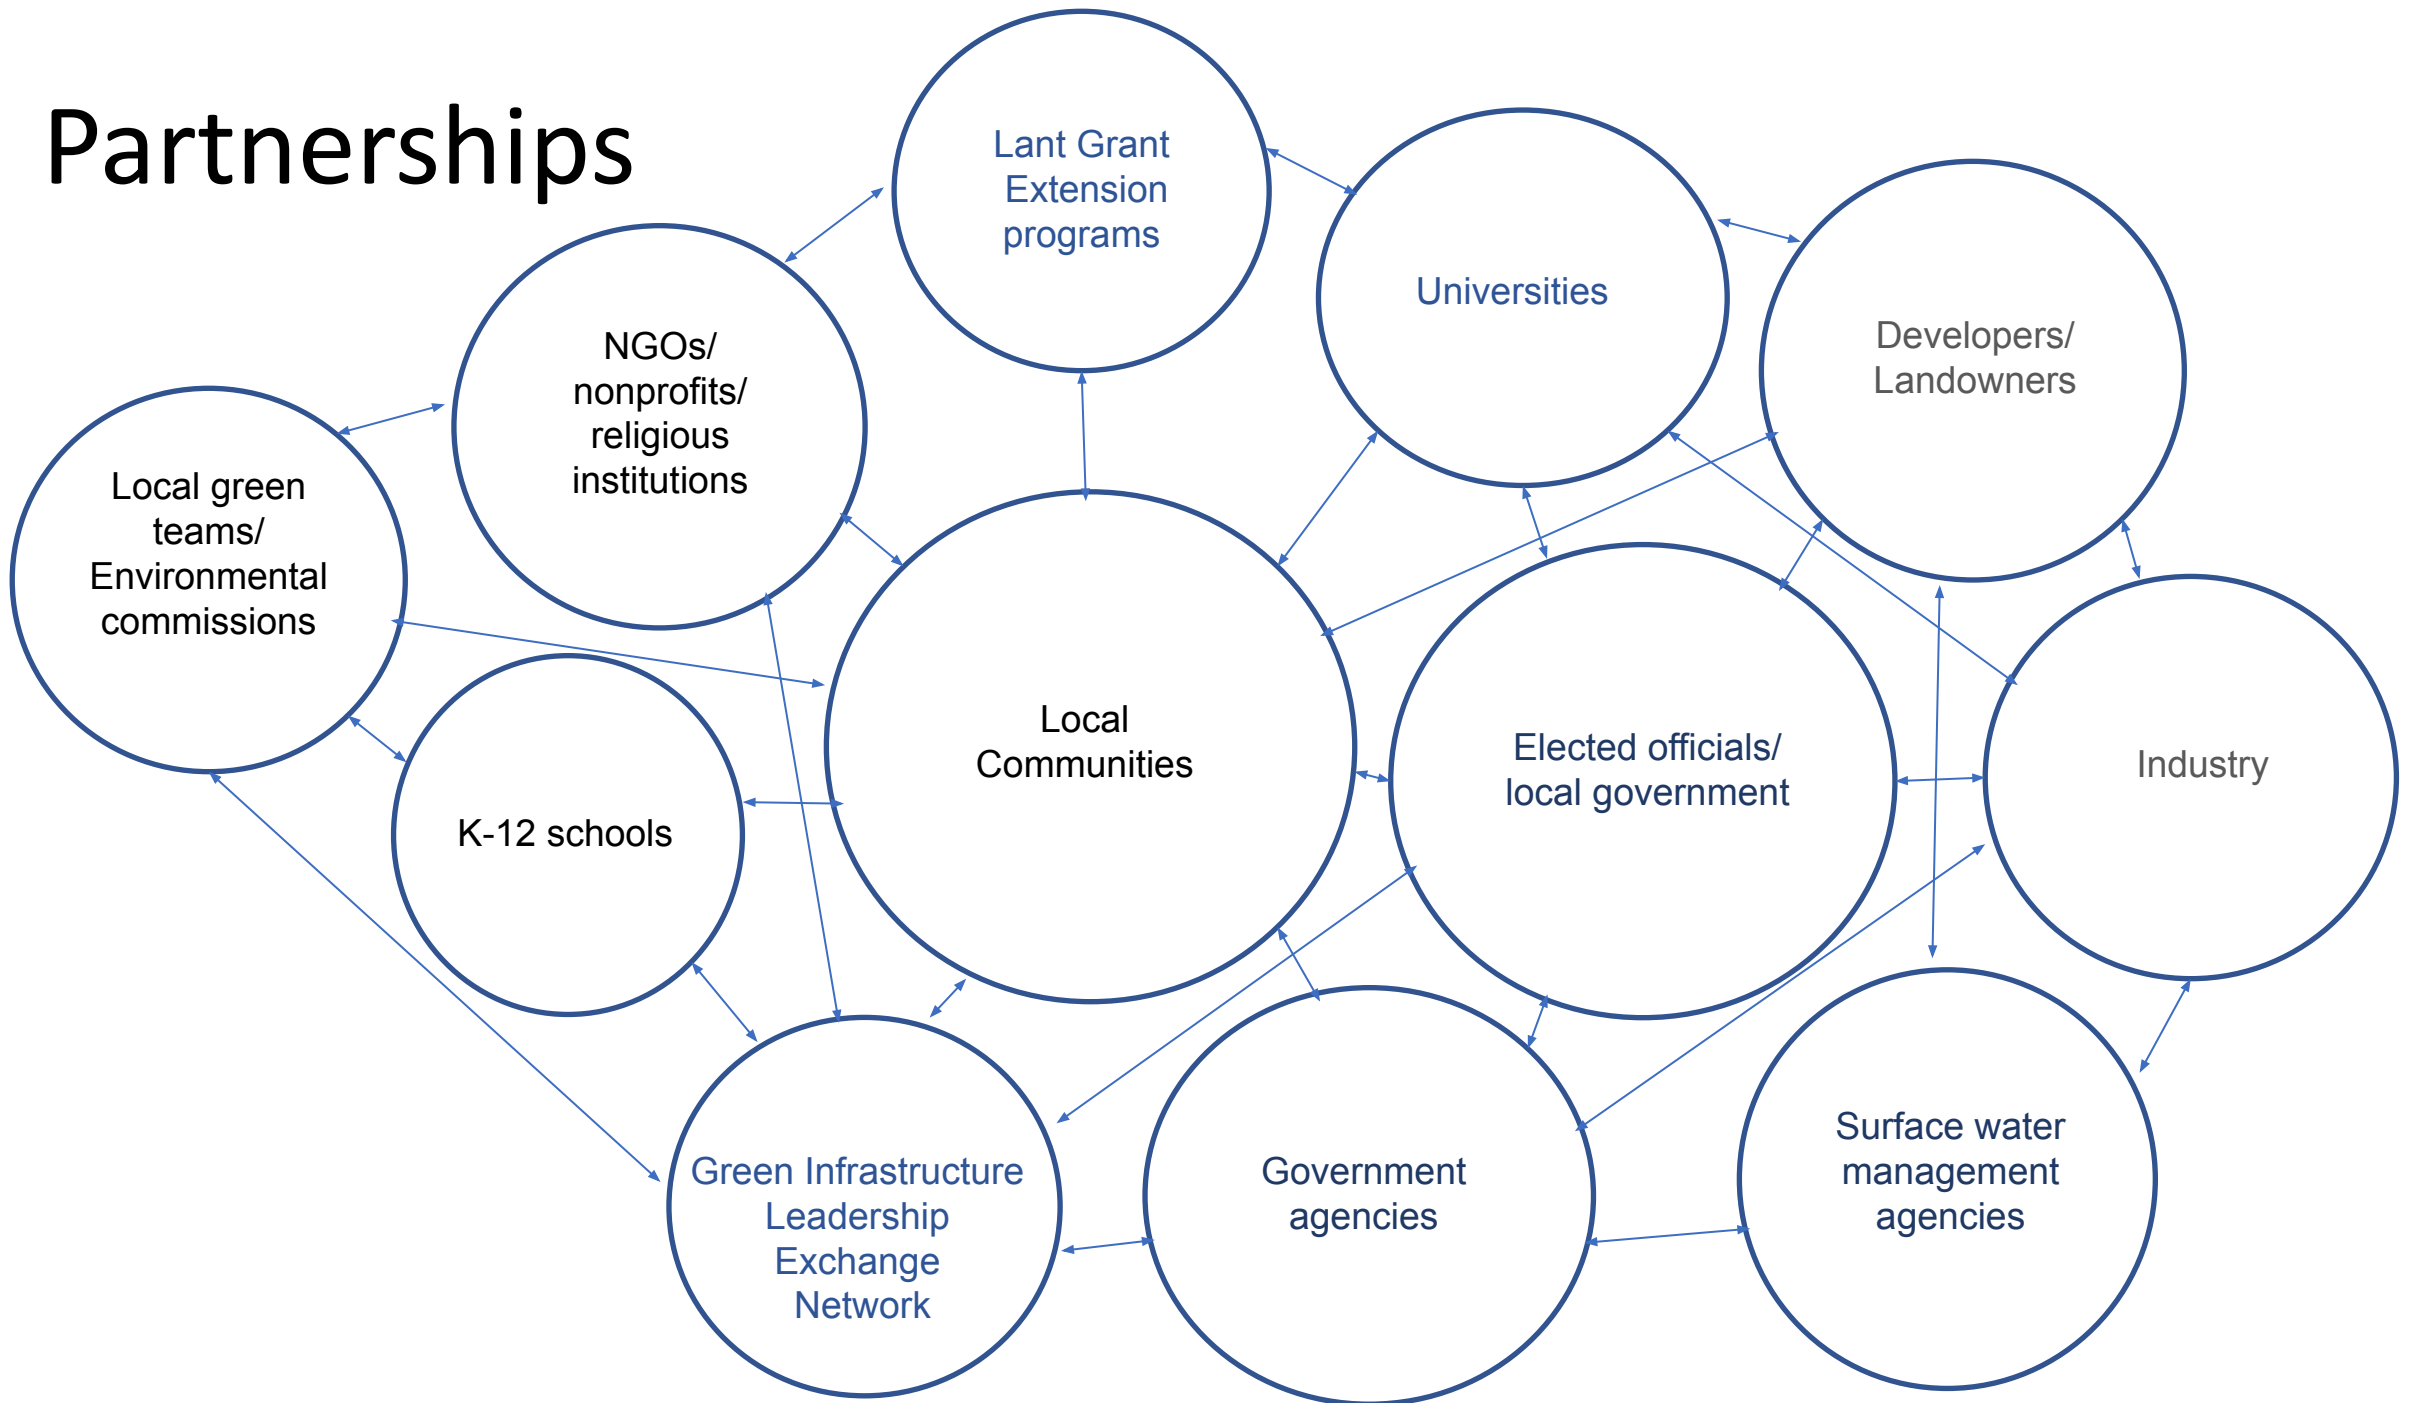 Partnerships
Lant Grant
Extension
programs
Universities
Developers/
Landowners
NGOs/
nonprofits/
religious
institutions
Local green
teams/
Environmental
commissions
Local
Communities
Elected officials/
local government
Industry
K-12 schools
Green Infrastructure
Leadership
Exchange
Network
Government
agencies
Surface water
management
agencies